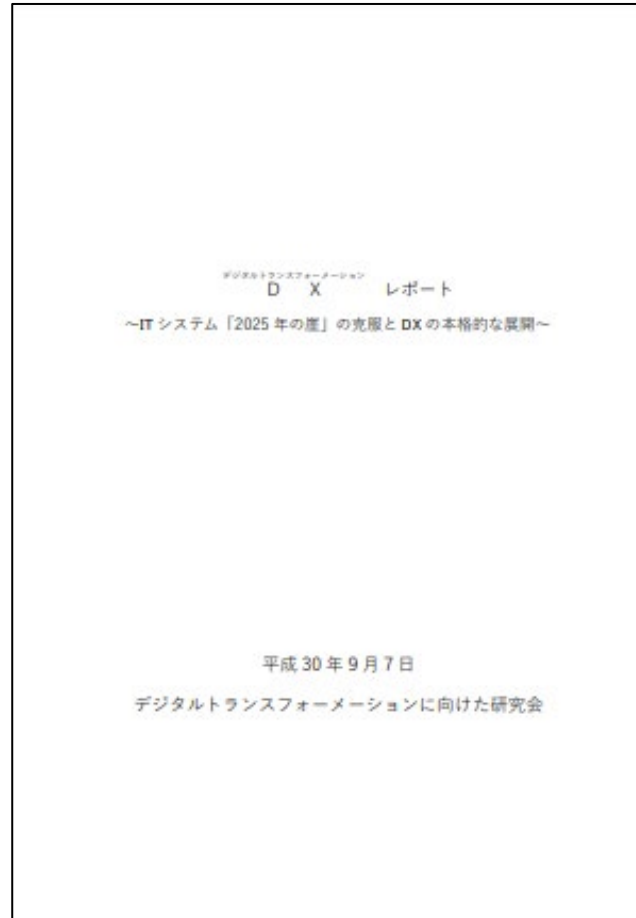 デジタルトランスフォーメーション
DX レポート
～IT システム「2025 年の崖」の克服と DX の本格的な展開～
平成 30 年 9 月 7 日
デジタルトランスフォーメーションに向けた研究会